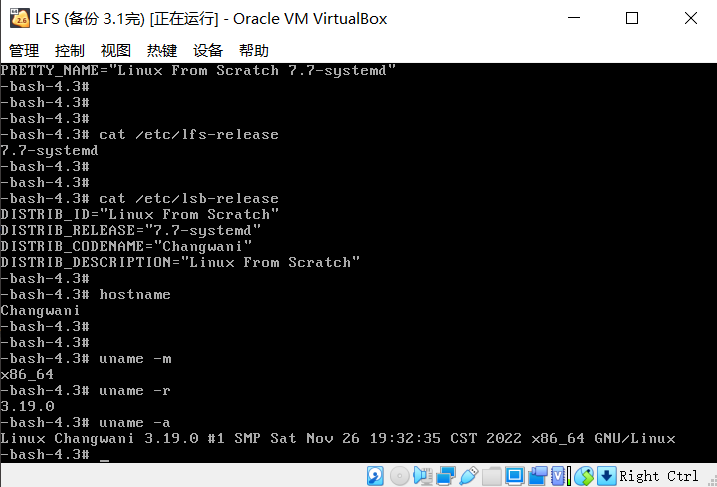 LFS (备份 3.1完) [正在运行] - Oracle VM VirtualBox
管理 控制 视图 热键 设备 帮助
PRETTY_NAME="Linux From Scratch 7.7-systemd"
-bash-4.3#
-bash-4.3#
-bash-4.3#
-bash-4.3# cat /etc/lfs-release
7.7-systemd
-bash-4.3#
-bash-4.3#
-bash-4.3# cat /etc/lsb-release
DISTRIB_ID="Linux From Scratch"
DISTRIB_RELEASE="7.7-systemd"
DISTRIB_CODENAME="Changwani"
DISTRIB_DESCRIPTION="Linux From Scratch"
-bash-4.3#
-bash-4.3# hostname
Changwani
-bash-4.3#
-bash-4.3#
-bash-4.3# uname -m
x86_64
-bash-4.3# uname -r
3.19.0
-bash-4.3# uname -a
Linux Changwani 3.19.0 #1 SMP Sat Nov 26 19:32:35 CST 2022 x86_64 GNU/Linux
-bash-4.3# _
Right Ctrl